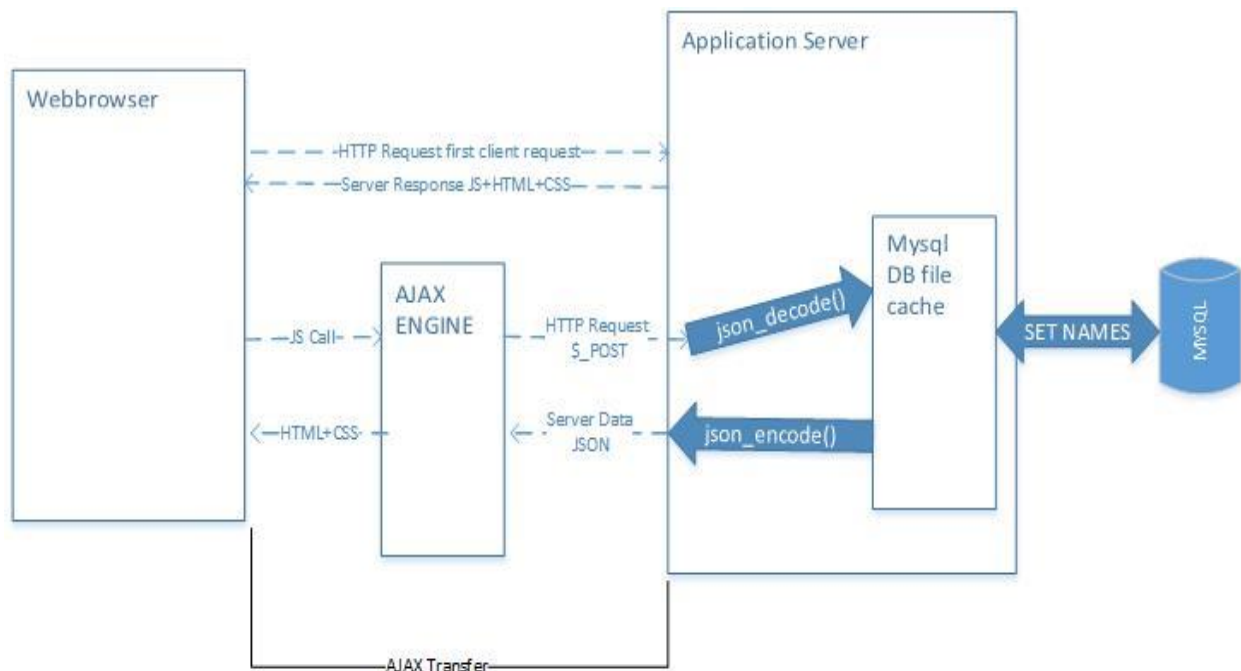 Application Server
Webbrowser
HTTP Request first client request
Server Response JS+HTML+CSS
Mysql
DB file
cache
AJAX
ENGINE
json_decode()
JS Call
HTTP Request
$_POST
SET NAMES
MYSQL
HTML+CSS
Server Data
JSON
json_encode()
AJAX Transfer